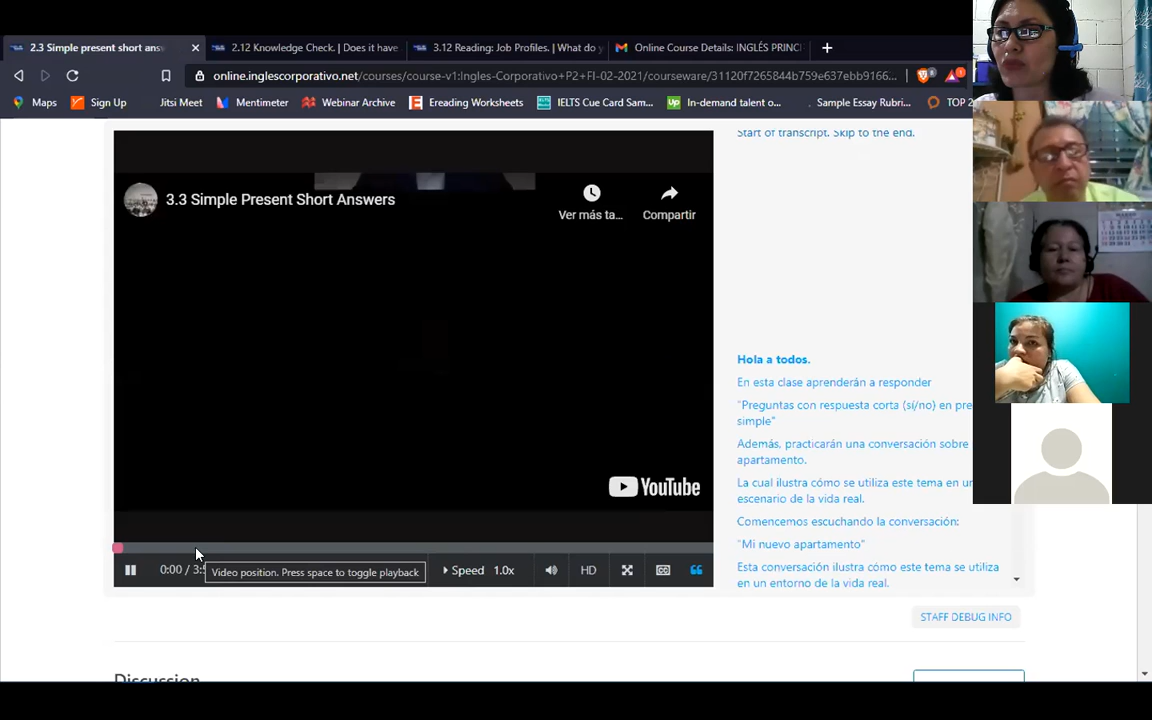 2.3 Simple present short ans
2.12 Knowledge Check. | Does it have
3.12 Reading: Job Profiles. | What do y
Online Course Details: INGLÉS PRINC
online.inglescorporativo.net/courses/course-v1:Ingles-Corporativo+P2+FI-02-2021/courseware/31120f7265844b759e637ebb9166...
Maps
Sign Up
Jitsi Meet
Mentimeter
Webinar Archive
Ereading Worksheets
IELTS Cue Card Sam...
In-demand talent o...
Sample Essay Rubri...
TOP 2
3.3 Simple Present Short Answers
Ver más ta...
Compartir
YouTube
0:00 / 3:5
Video position. Press space to toggle playback
Speed 1.0x
HD
Start of transcript. Skip to the end.
Hola a todos.
En esta clase aprenderán a responder
"Preguntas con respuesta corta (sí/no) en pre
simple"
Además, practicarán una conversación sobre
apartamento.
La cual ilustra cómo se utiliza este tema en un
escenario de la vida real.
Comencemos escuchando la conversación:
"Mi nuevo apartamento"
Esta conversación ilustra cómo este tema se utiliza
en un entorno de la vida real.
STAFF DEBUG INFO
Discussion